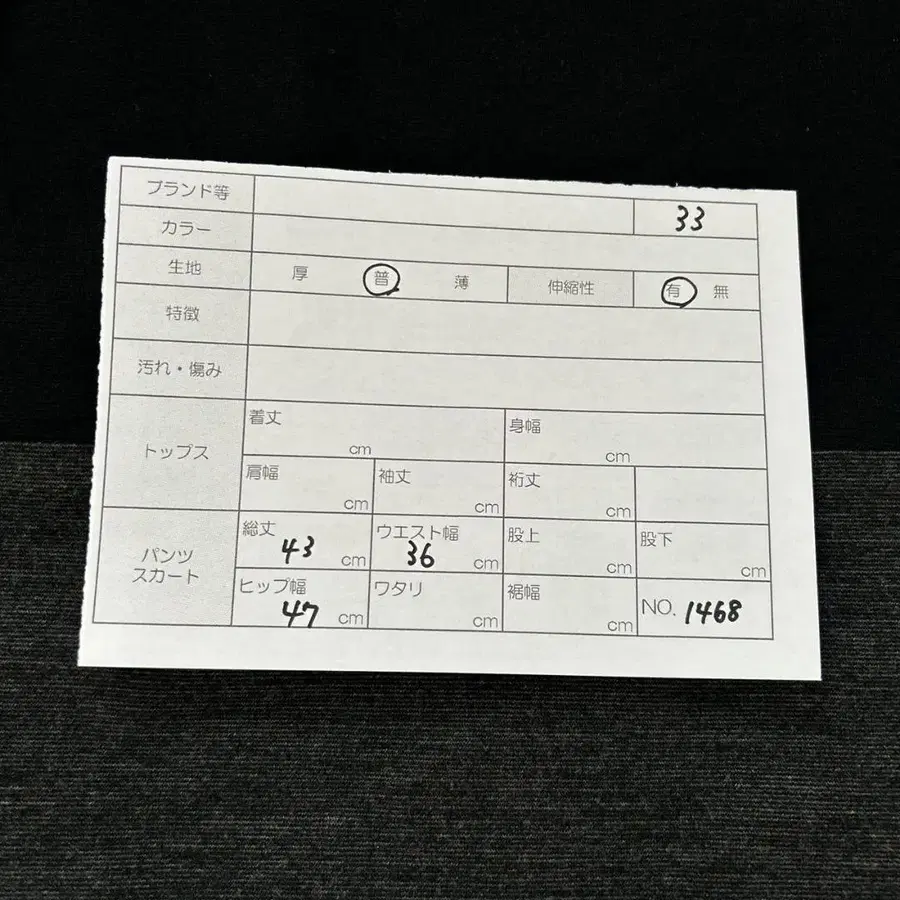 ブランド等 33
カラー
生地 厚 普 薄 伸縮性 有 無
特徴
汚れ・傷み
トップス
着丈 cm 身幅 cm
肩幅 cm 袖丈 cm 裄丈 cm
パンツ
スカート
総丈 43 cm ウエスト幅 36 cm 股上 cm 股下 cm
ヒップ幅 47 cm ワタリ cm 裾幅 cm NO. 1468